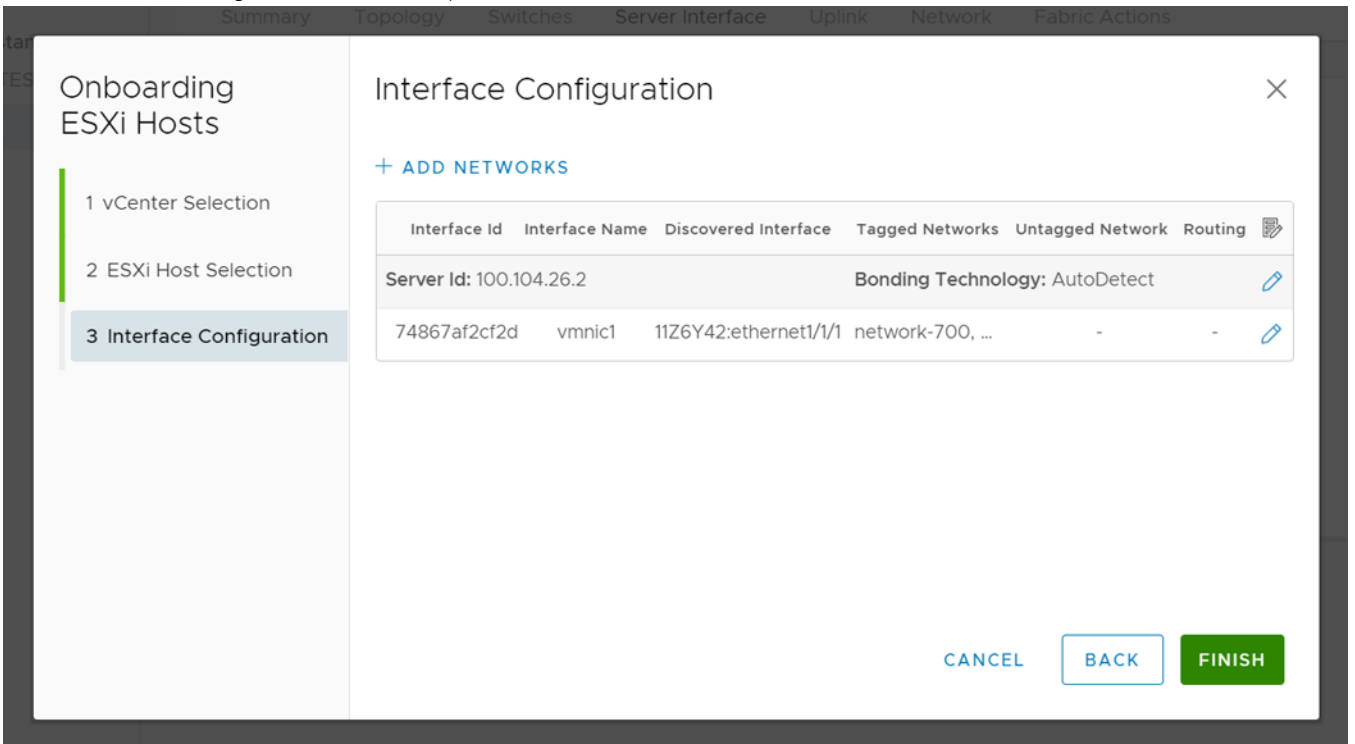 Summary Topology Switches Server Interface Uplink Network Fabric Actions
Onboarding
ESXi Hosts
1 vCenter Selection
2 ESXi Host Selection
3 Interface Configuration
Interface Configuration
+ ADD NETWORKS
Interface Id Interface Name Discovered Interface Tagged Networks Untagged Network Routing
Server Id: 100.104.26.2 Bonding Technology: AutoDetect
74867af2cf2d vmnic1 11Z6Y42:ethernet1/1/1 network-700, ... - -
CANCEL BACK FINISH